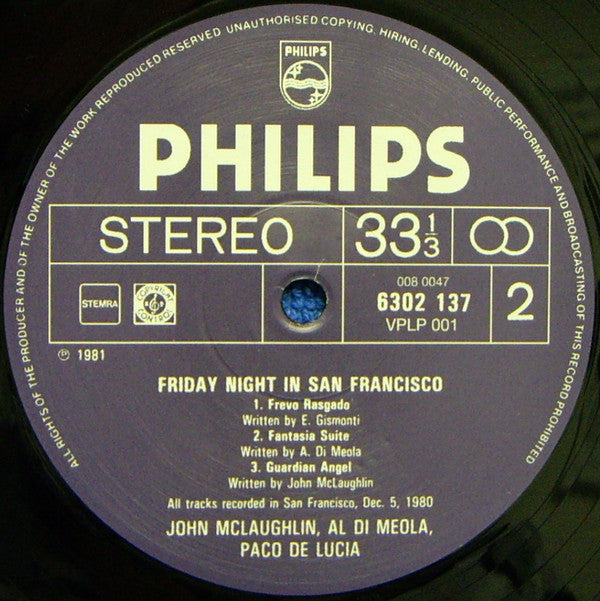 ALL RIGHTS OF THE PRODUCER AND OF THE OWNER OF THE WORK REPRODUCED RESERVED UNAUTHORISED COPYING, HIRING, LENDING, PUBLIC PERFORMANCE AND BROADCASTING OF THIS RECORD PROHIBITED
PHILIPS
PHILIPS
STEREO 33 1/3
008 0047
STEMRA COPYRIGHT CONTROL 6302 137 2
VPLP 001
℗ 1981
FRIDAY NIGHT IN SAN FRANCISCO
1. Frevo Rasgado
Written by E. Gismonti
2. Fantasia Suite
Written by A. Di Meola
3. Guardian Angel
Written by John McLaughlin
All tracks recorded in San Francisco, Dec. 5, 1980
JOHN MCLAUGHLIN, AL DI MEOLA,
PACO DE LUCIA